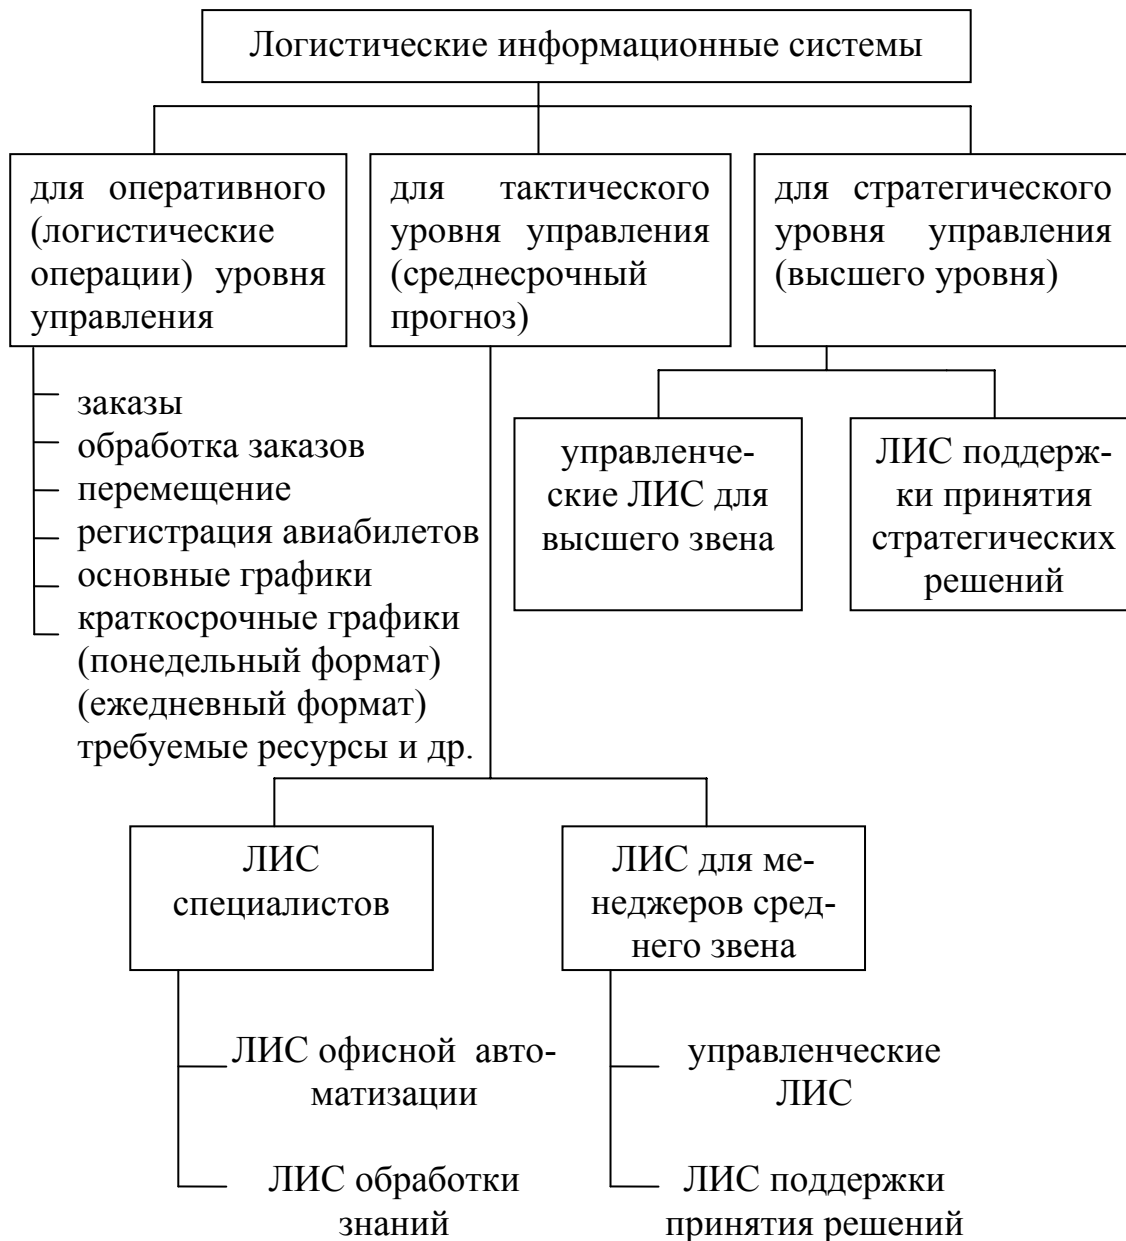 Логистические информационные системы
для оперативного
(логистические
операции) уровня
управления
для тактического
уровня управления
(среднесрочный
прогноз)
для стратегического
уровня управления
(высшего уровня)
заказы
обработка заказов
перемещение
регистрация авиабилетов
основные графики
краткосрочные графики
(понедельный формат)
(ежедневный формат)
требуемые ресурсы и др.
управленче-
ские ЛИС для
высшего звена
ЛИС поддерж-
ки принятия
стратегических
решений
ЛИС
специалистов
ЛИС для ме-
неджеров сред-
него звена
ЛИС офисной авто-
матизации
ЛИС обработки
знаний
управленческие
ЛИС
ЛИС поддержки
принятия решений